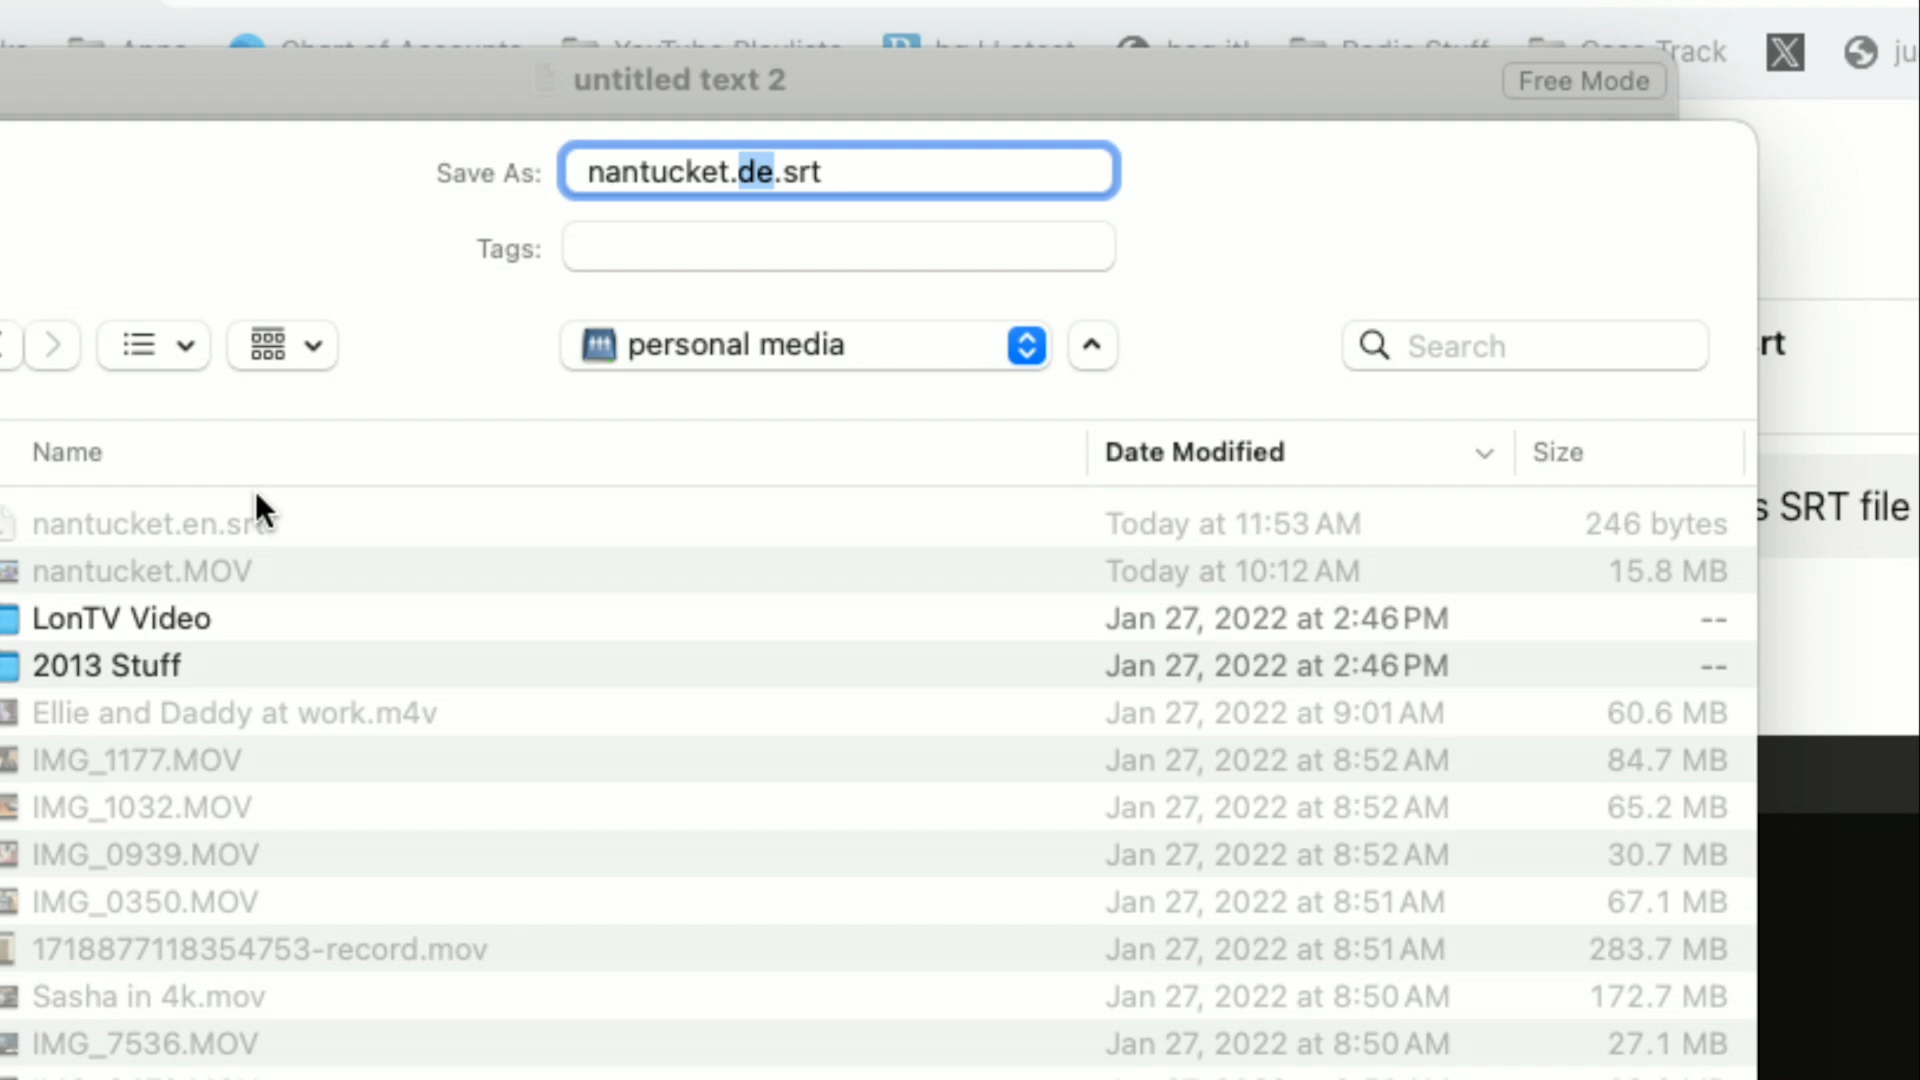 Track
ju
untitled text 2
Free Mode
Save As: nantucket.de.srt
Tags:
personal media
Search
rt
Name Date Modified Size
nantucket.en.srt Today at 11:53 AM 246 bytes
s SRT file
nantucket.MOV Today at 10:12 AM 15.8 MB
LonTV Video Jan 27, 2022 at 2:46 PM --
2013 Stuff Jan 27, 2022 at 2:46 PM --
Ellie and Daddy at work.m4v Jan 27, 2022 at 9:01 AM 60.6 MB
IMG_1177.MOV Jan 27, 2022 at 8:52 AM 84.7 MB
IMG_1032.MOV Jan 27, 2022 at 8:52 AM 65.2 MB
IMG_0939.MOV Jan 27, 2022 at 8:52 AM 30.7 MB
IMG_0350.MOV Jan 27, 2022 at 8:51 AM 67.1 MB
1718877118354753-record.mov Jan 27, 2022 at 8:51 AM 283.7 MB
Sasha in 4k.mov Jan 27, 2022 at 8:50 AM 172.7 MB
IMG_7536.MOV Jan 27, 2022 at 8:50 AM 27.1 MB